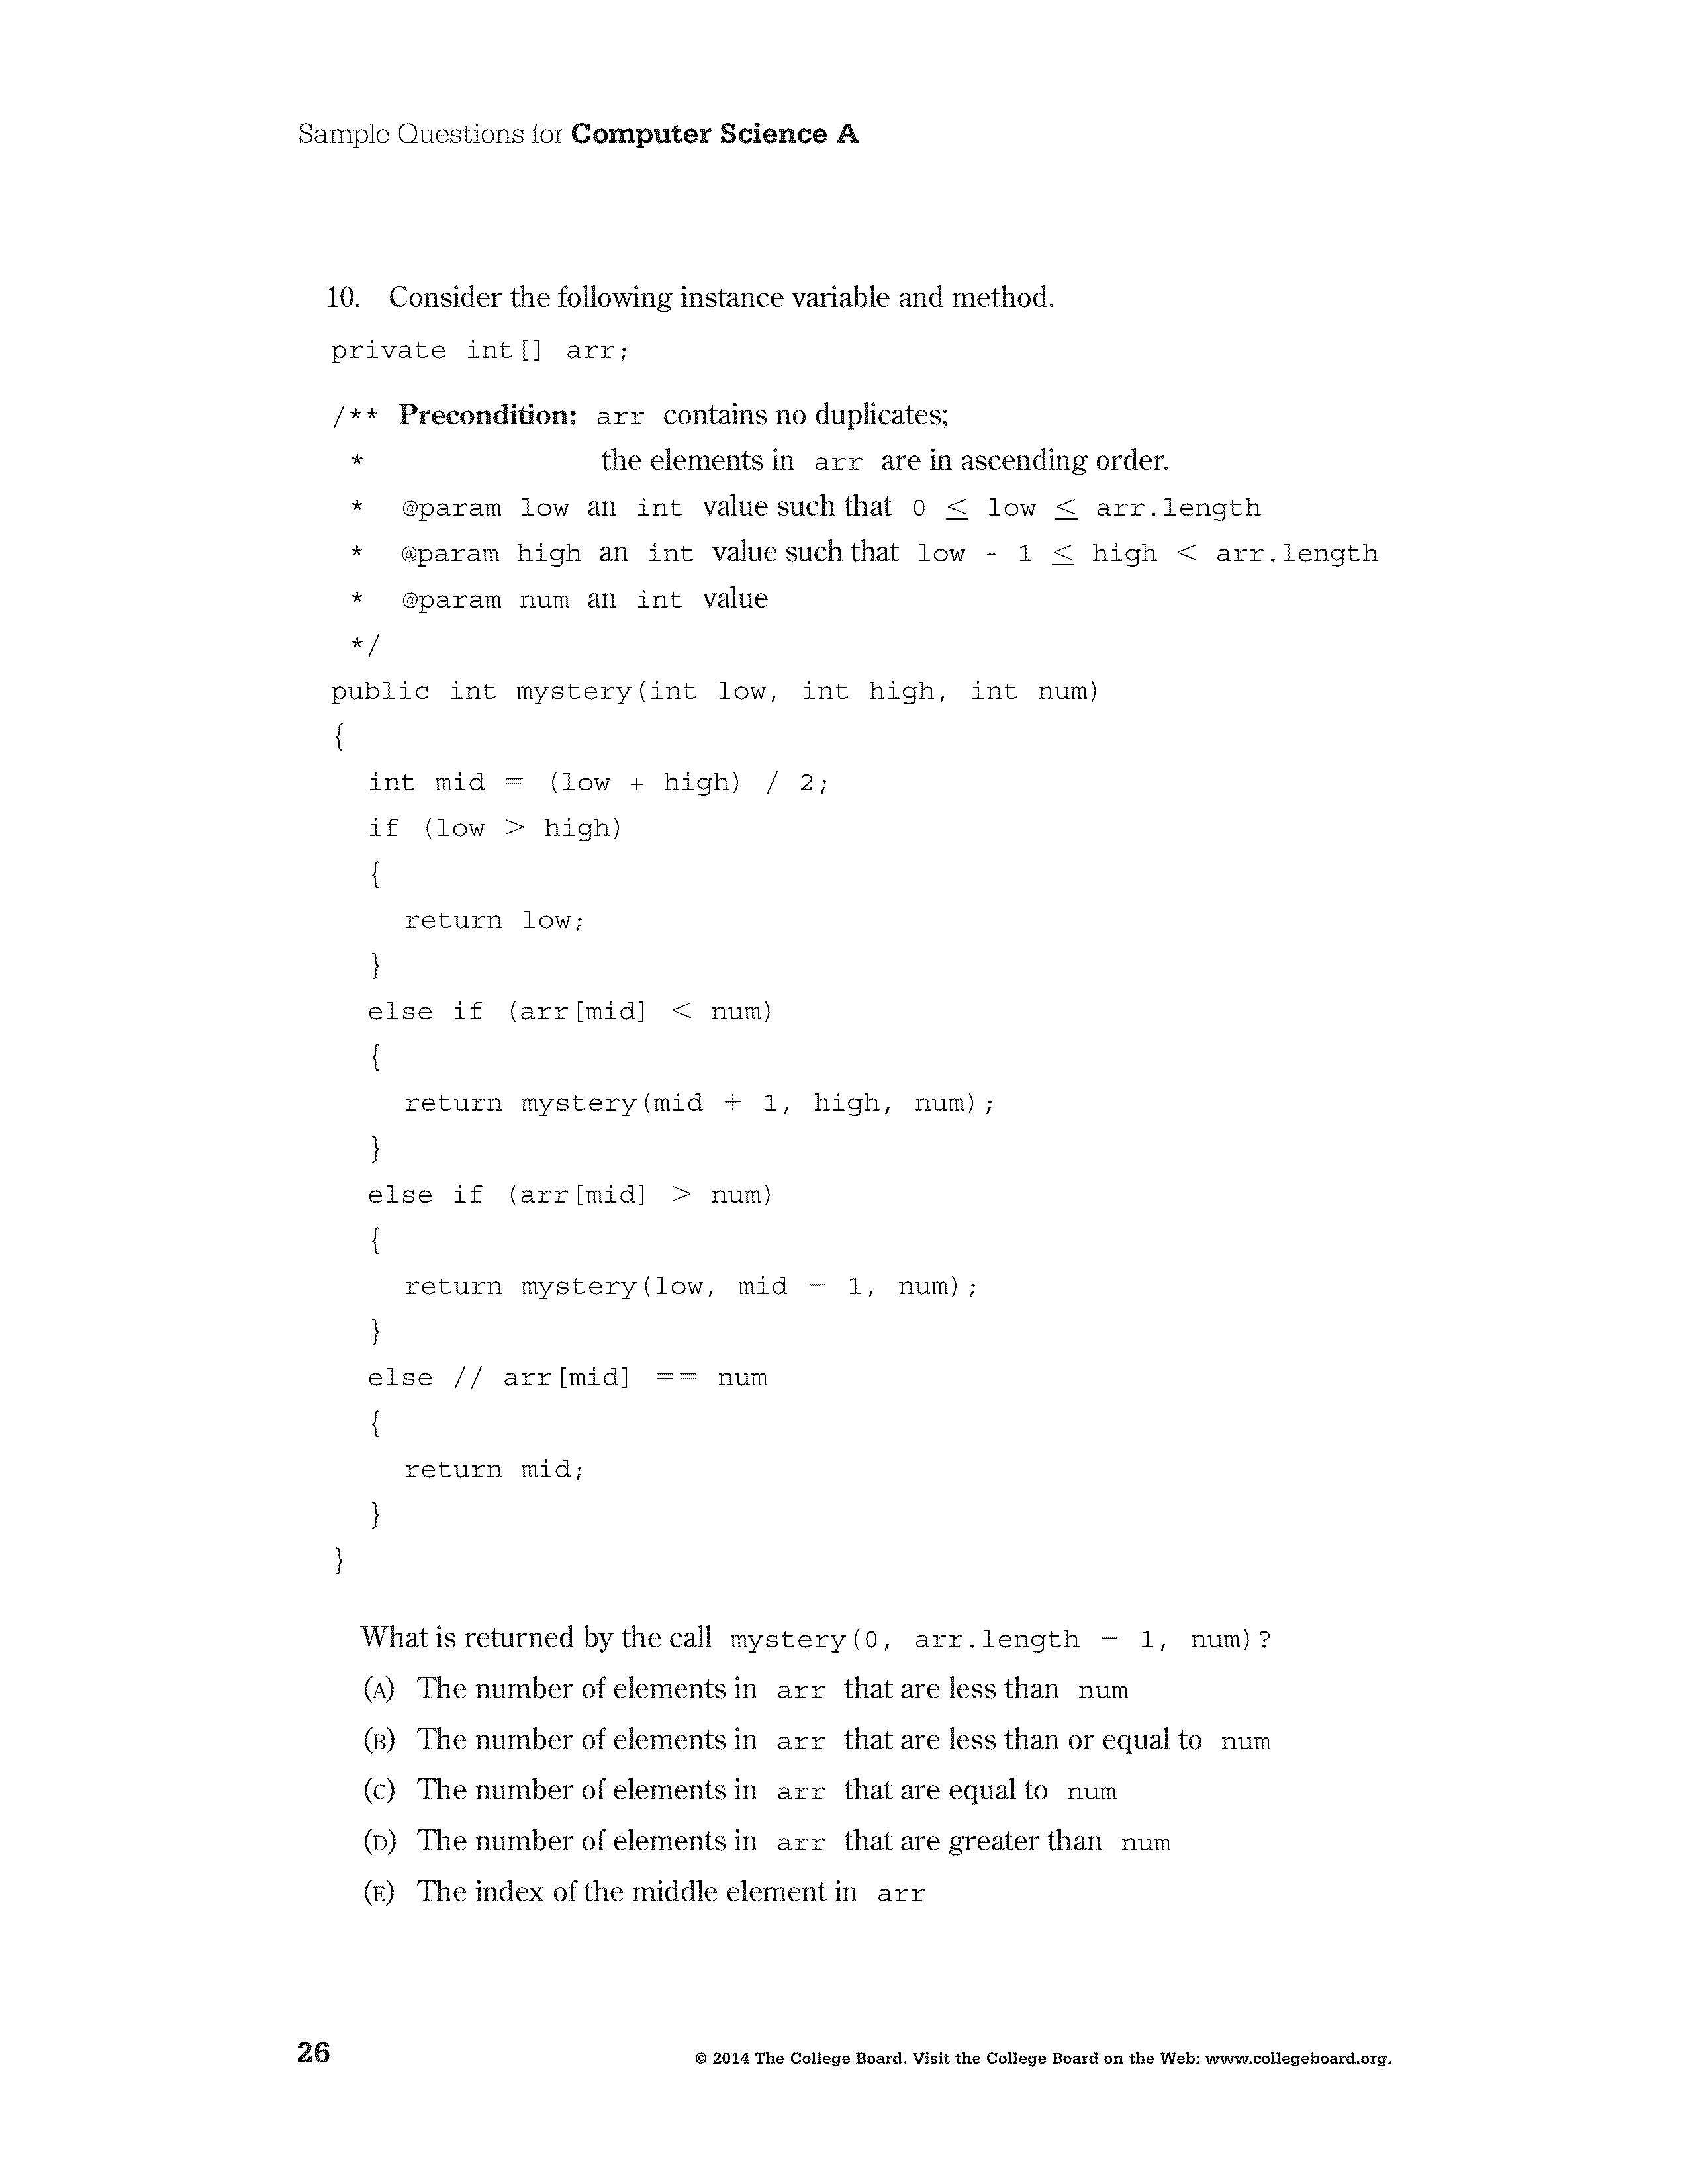 Sample Questions for Computer Science A
10. Consider the following instance variable and method.
private int[] arr;
/** Precondition: arr contains no duplicates;
* the elements in arr are in ascending order.
* @param low an int value such that 0 ≤ low ≤ arr.length
* @param high an int value such that low - 1 ≤ high < arr.length
* @param num an int value
*/
public int mystery(int low, int high, int num)
{
int mid = (low + high) / 2;
if (low > high)
{
return low;
}
else if (arr[mid] < num)
{
return mystery(mid + 1, high, num);
}
else if (arr[mid] > num)
{
return mystery(low, mid − 1, num);
}
else // arr[mid] == num
{
return mid;
}
}
What is returned by the call mystery(0, arr.length − 1, num)?
(A) The number of elements in arr that are less than num
(B) The number of elements in arr that are less than or equal to num
(C) The number of elements in arr that are equal to num
(D) The number of elements in arr that are greater than num
(E) The index of the middle element in arr
26 © 2014 The College Board. Visit the College Board on the Web: www.collegeboard.org.